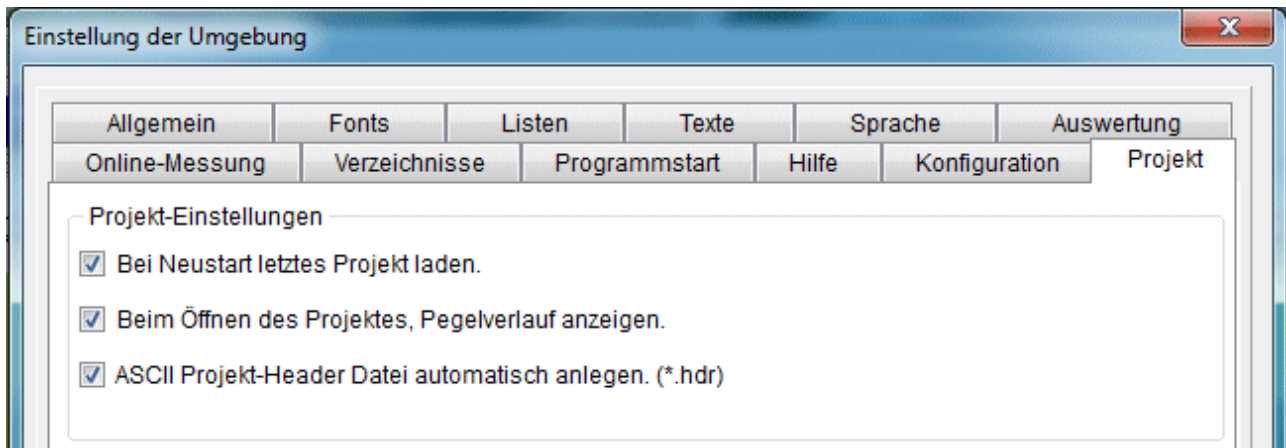 Einstellung der Umgebung
Allgemein Fonts Listen Texte Sprache Auswertung
Online-Messung Verzeichnisse Programmstart Hilfe Konfiguration Projekt
Projekt-Einstellungen
Bei Neustart letztes Projekt laden.
Beim Öffnen des Projektes, Pegelverlauf anzeigen.
ASCII Projekt-Header Datei automatisch anlegen. (*.hdr)